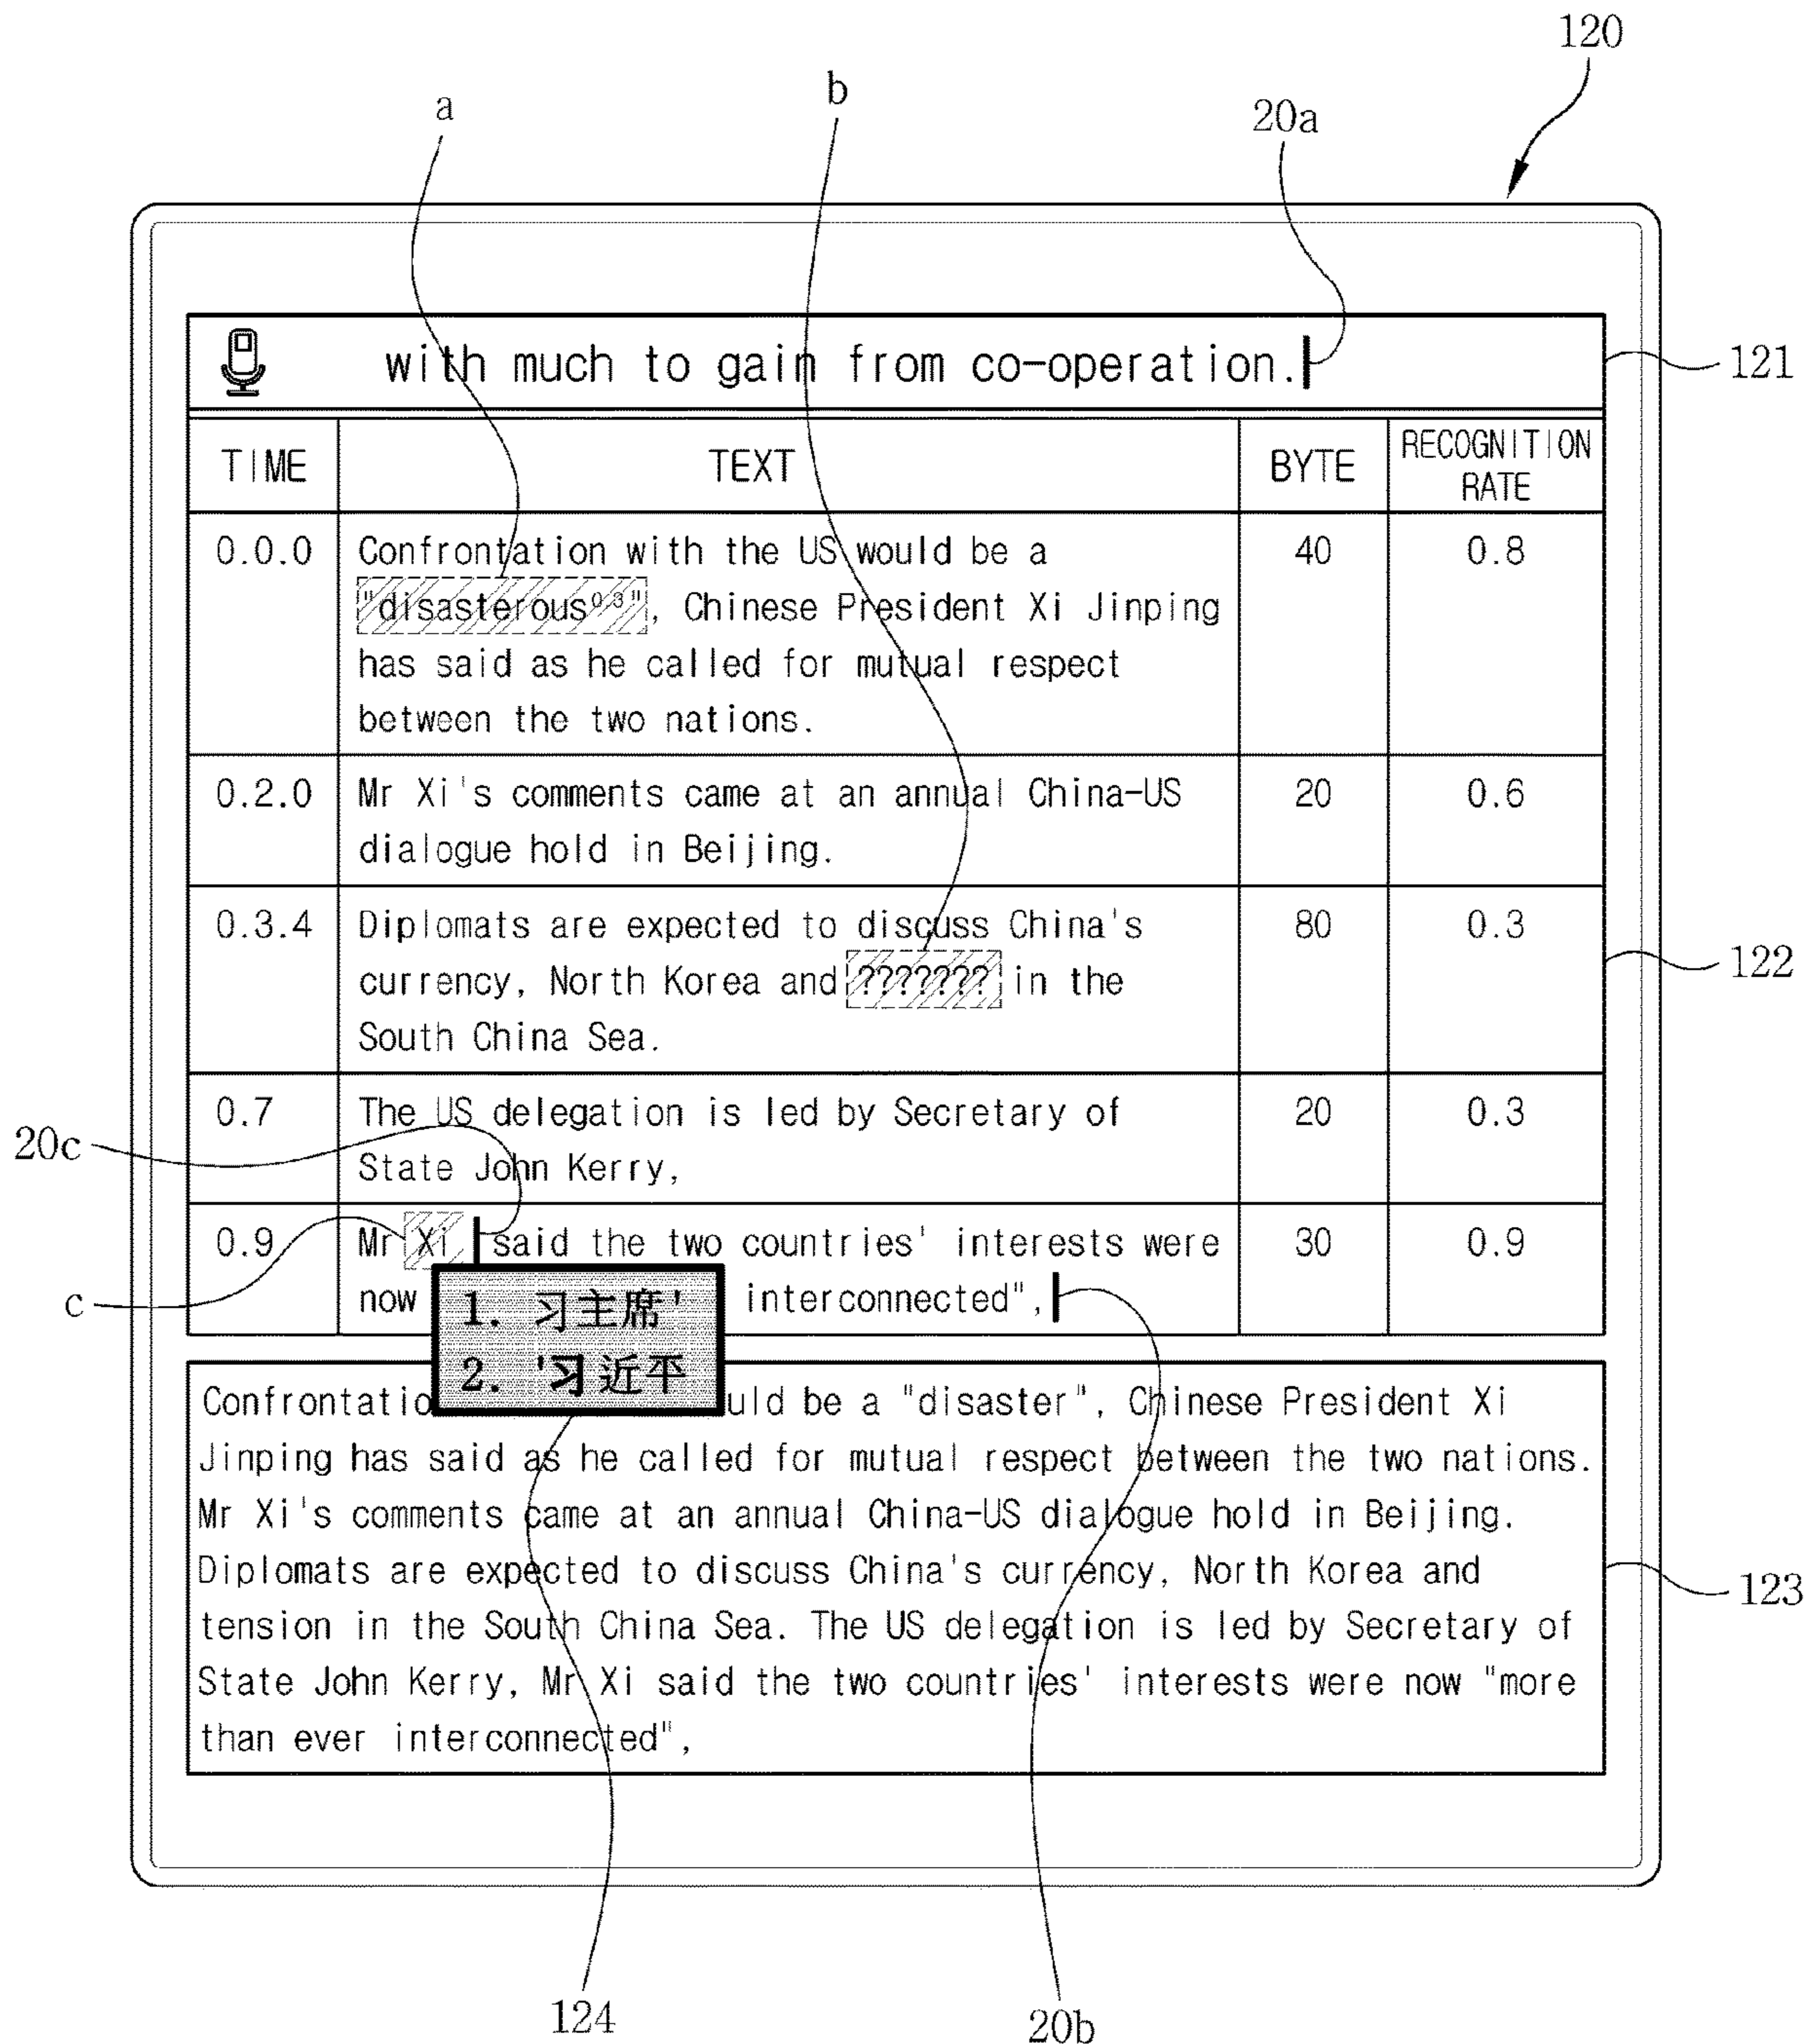 120
b
a
20a
with much to gain from co-operation.
121
TIME TEXT BYTE RECOGNITION RATE
0.0.0 Confrontation with the US would be a 40 0.8
"disasterous0.3", Chinese President Xi Jinping
has said as he called for mutual respect
between the two nations.
0.2.0 Mr Xi's comments came at an annual China-US 20 0.6
dialogue hold in Beijing.
0.3.4 Diplomats are expected to discuss China's 80 0.3
currency, North Korea and ??????? in the
122
South China Sea.
0.7 The US delegation is led by Secretary of 20 0.3
20c
State John Kerry,
0.9 Mr Xi said the two countries' interests were 30 0.9
c
now interconnected",
1. 习主席'
2. '习近平
Confrontatio uld be a "disaster", Chinese President Xi
Jinping has said as he called for mutual respect between the two nations.
Mr Xi's comments came at an annual China-US dialogue hold in Beijing.
Diplomats are expected to discuss China's currency, North Korea and
123
tension in the South China Sea. The US delegation is led by Secretary of
State John Kerry, Mr Xi said the two countries' interests were now "more
than ever interconnected",
124
20b